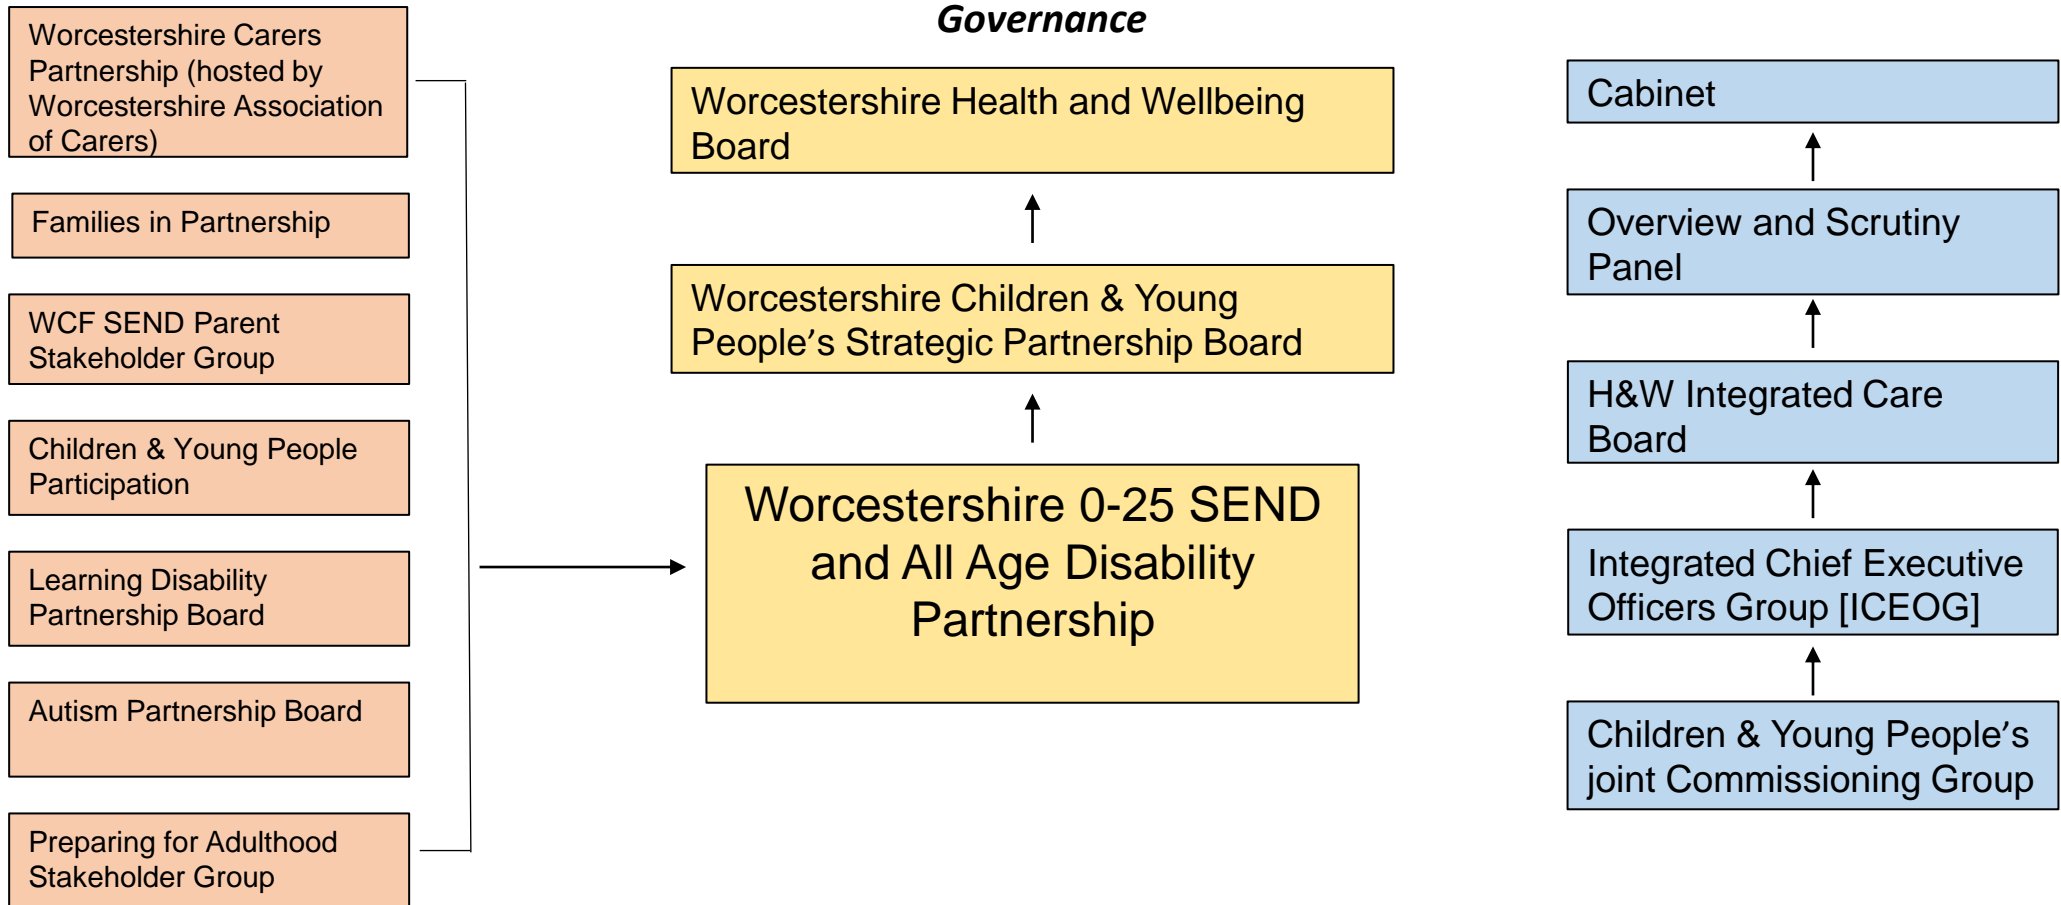 Governance
Worcestershire Carers
Partnership (hosted by
Worcestershire Association
of Carers)
Families in Partnership
WCF SEND Parent
Stakeholder Group
Children & Young People
Participation
Learning Disability
Partnership Board
Autism Partnership Board
Preparing for Adulthood
Stakeholder Group
Worcestershire Health and Wellbeing
Board
Worcestershire Children & Young
People’s Strategic Partnership Board
Worcestershire 0-25 SEND
and All Age Disability
Partnership
Cabinet
Overview and Scrutiny
Panel
H&W Integrated Care
Board
Integrated Chief Executive
Officers Group [ICEOG]
Children & Young People’s
joint Commissioning Group